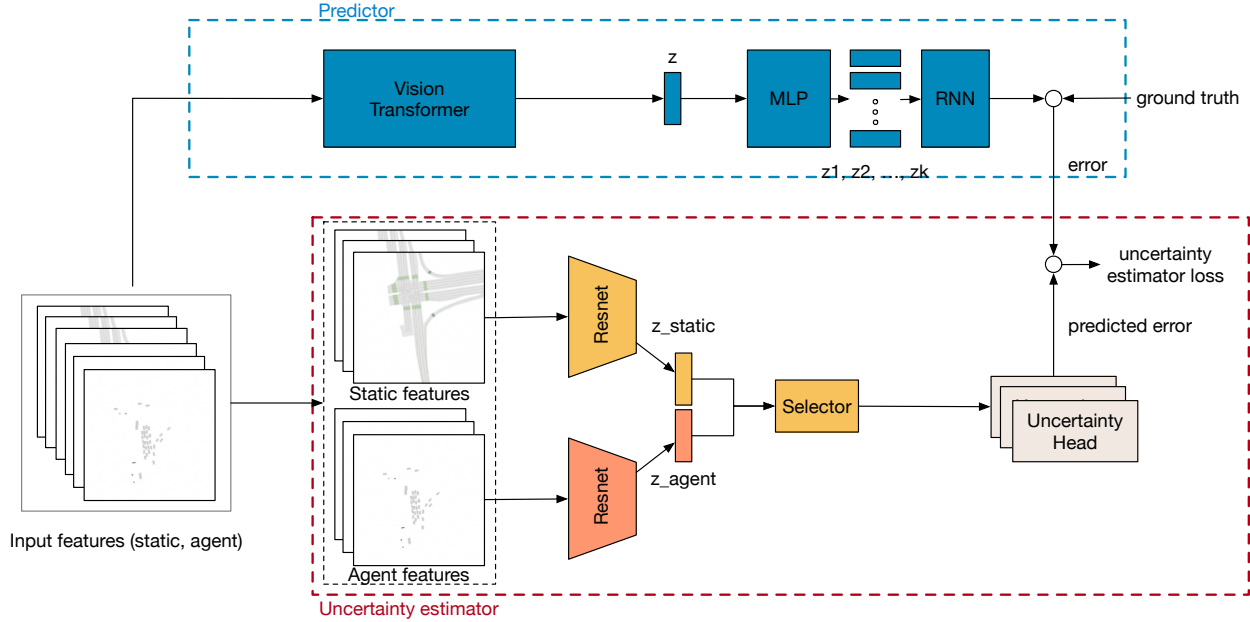 Predictor
Vision
Transformer
z
MLP
RNN
z1, z2, ..., zk
ground truth
error
uncertainty
estimator loss
predicted error
Static features
Resnet
z_static
Selector
Uncertainty
Head
z_agent
Resnet
Agent features
Input features (static, agent)
Uncertainty estimator